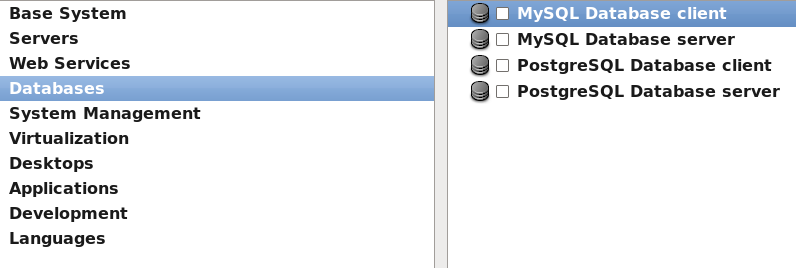 Base System
Servers
Web Services
Databases
System Management
Virtualization
Desktops
Applications
Development
Languages
MySQL Database client
MySQL Database server
PostgreSQL Database client
PostgreSQL Database server